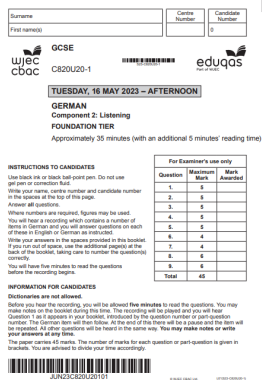 Surname
Centre
Number
Candidate
Number
First name(s)
0
wjec
cbac
GCSE
C820U20-1
eduqas
Part of WJEC
TUESDAY, 16 MAY 2023 – AFTERNOON
GERMAN
Component 2: Listening
FOUNDATION TIER
Approximately 35 minutes (with an additional 5 minutes' reading time)
For Examiner's use only
Question Maximum Mark Mark Awarded
1. 5
2. 5
3. 5
4. 5
5. 5
6. 4
7. 4
8. 6
9. 6
Total 45
INSTRUCTIONS TO CANDIDATES
Use black ink or black ball-point pen. Do not use
gel pen or correction fluid.
Write your name, centre number and candidate number
in the spaces at the top of this page.
Answer all questions.
Where numbers are required, figures may be used.
You will hear a recording which contains a number of
items in German and you will answer questions on each
of these in English or German as instructed.
Write your answers in the spaces provided in this booklet.
If you run out of space, use the additional page(s) at the
back of the booklet, taking care to number the question(s)
correctly.
You will have five minutes to read the questions
before the recording begins.
INFORMATION FOR CANDIDATES
Dictionaries are not allowed.
Before you hear the recording, you will be allowed five minutes to read the questions. You may
make notes on the booklet during this time. The recording will be played and you will hear
Question 1 as it appears in your booklet, introduced by the question number or part-question
number. The German item will then follow. At the end of this there will be a pause and the item will
be repeated. All other questions will be heard in the same way. You may make notes or write
your answers at any time.
The paper carries 45 marks. The number of marks for each question or part-question is given in
brackets. You are advised to divide your time accordingly.
JUN23C820U20101